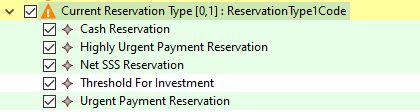 Current Reservation Type [0,1] : ReservationType1Code
Cash Reservation
Highly Urgent Payment Reservation
Net SSS Reservation
Threshold For Investment
Urgent Payment Reservation